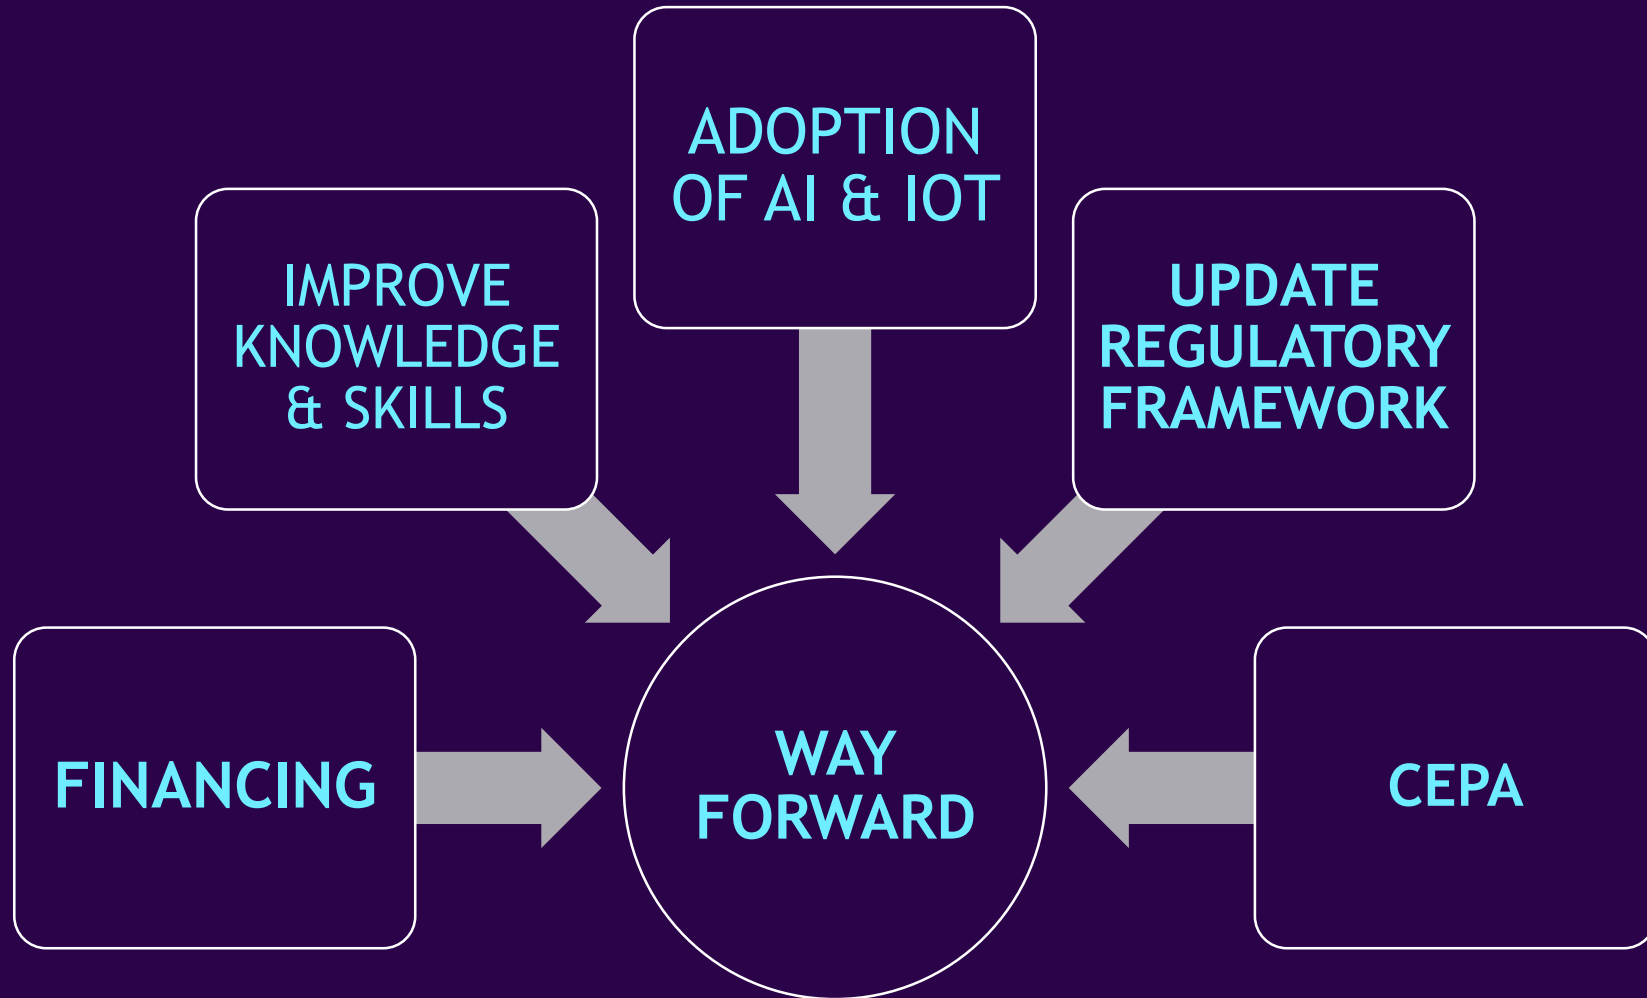 ADOPTION
OF AI & IOT
IMPROVE
KNOWLEDGE
& SKILLS
UPDATE
REGULATORY
FRAMEWORK
FINANCING
WAY
FORWARD
CEPA